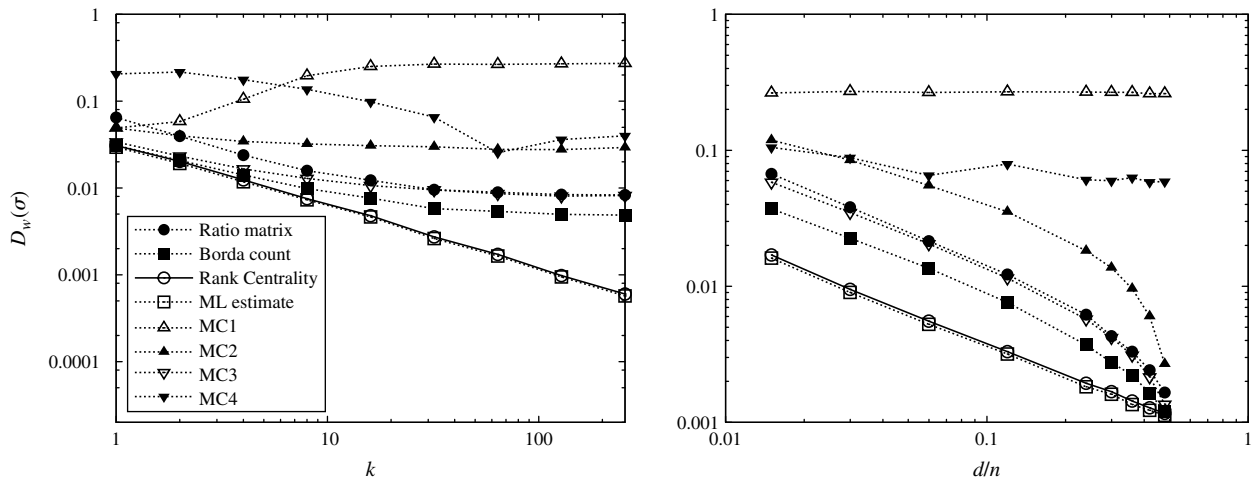 1
0.1
0.01
0.001
0.0001
D_w(σ)
1
10
100
k
Ratio matrix
Borda count
Rank Centrality
ML estimate
MC1
MC2
MC3
MC4
1
0.1
0.01
0.001
0.01
0.1
1
d/n